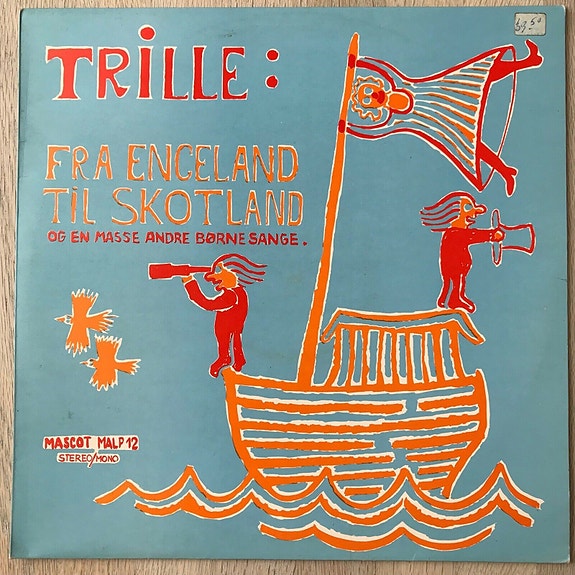 TRILLE:
FRA ENGELAND
TIL SKOTLAND
OG EN MASSE ANDRE BØRNESANGE.
MASCOT MALP 12
STEREO/MONO